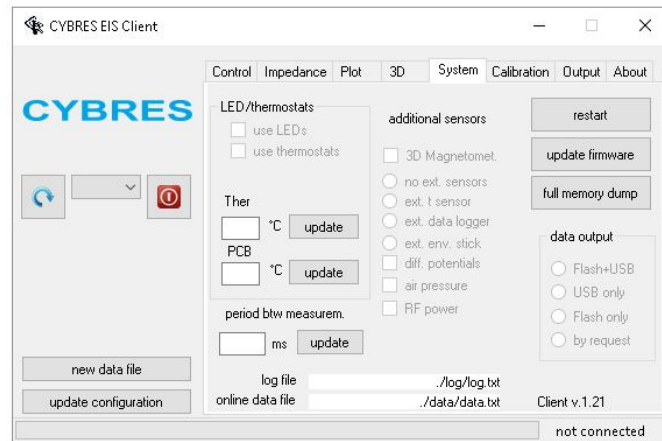 CYBRES EIS Client
Control Impedance Plot 3D System Calibration Output About
CYBRES
LED/thermostats
use LEDs
use thermostats
Ther
°C update
PCB
°C update
period btw measurem.
ms update
additional sensors
3D Magnetomet.
no ext. sensors
ext. t sensor
ext. data logger
ext. env. stick
diff. potentials
air pressure
RF power
restart
update firmware
full memory dump
data output
Flash+USB
USB only
Flash only
by request
new data file
update configuration
log file ./log/log.txt
online data file ./data/data.txt
Client v.1.21
not connected